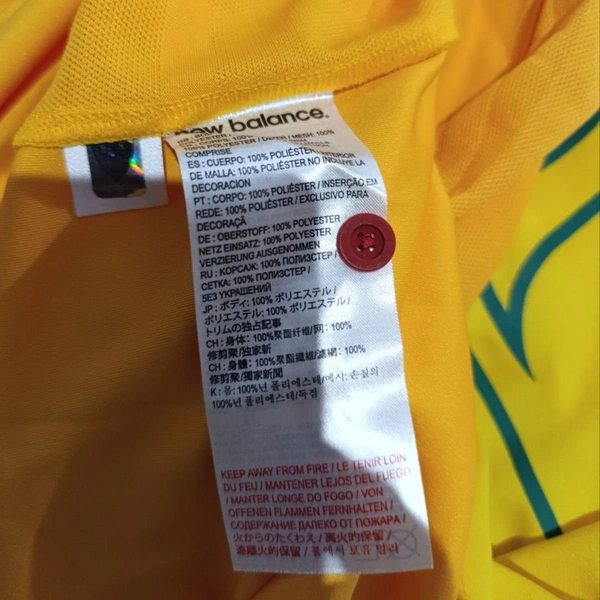 new balance.
100% POLYESTER / DEFER / MESH: 100%
COMPRISE
ES : CUERPO: 100% POLIÉSTER / INTERIOR
DE MALLA: 100% POLIÉSTER NO INCLUYE LA
DECORACION
PT : CORPO: 100% POLIÉSTER / INSERÇÃO EM
REDE: 100% POLIÉSTER / EXCLUSIVO PARA
DECORAÇÃ
DE : OBERSTOFF: 100% POLYESTER
NETZ EINSATZ: 100% POLYESTER
VERZIERUNG AUSGENOMMEN
RU : КОРСАЖ: 100% ПОЛИЭСТЕР /
СЕТКА: 100% ПОЛИЭСТЕР /
БЕЗ УКРАШЕНИЙ
JP : ボディ: 100% ポリエステル /
ポリエステル: 100% ポリエステル /
トリムの独占記事
CH : 身体: 100%聚酯纤维/网: 100%
修剪聚/独家新
CH : 身體: 100%聚酯纖維/濾網: 100%
修剪聚/獨家新聞
K : 몸: 100%년 폴리에스테/메시: 손실의
100%년 폴리에스테/독점
KEEP AWAY FROM FIRE / LE TENIR LOIN
DU FEU / MANTENER LEJOS DEL FUEGO
/ MANTER LONGE DO FOGO / VON
OFFENEN FLAMMEN FERNHALTEN /
СОДЕРЖАНИЕ ДАЛЕКО ОТ ПОЖАРА /
火からのたくわえ / 萬火的保留 /
遠離火的保留 / 불에서 보유 멀리